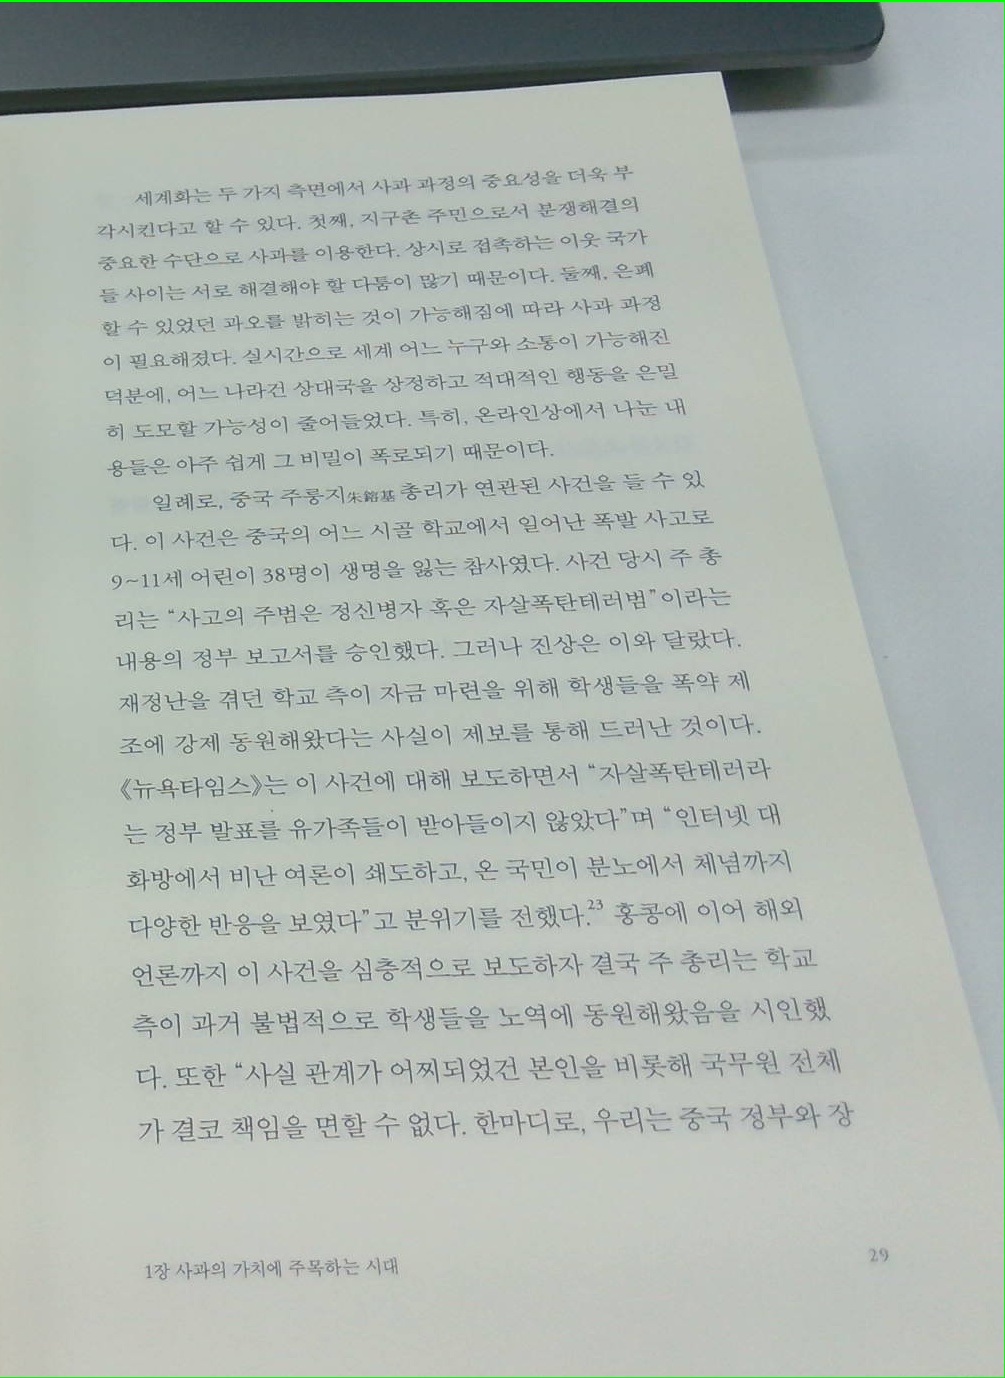 세계화는 두 가지 측면에서 사과 과정의 중요성을 더욱 부
각시킨다고 할 수 있다. 첫째, 지구촌 주민으로서 분쟁해결의
중요한 수단으로 사과를 이용한다. 상시로 접촉하는 이웃 국가
들 사이는 서로 해결해야 할 다툼이 많기 때문이다. 둘째, 은폐
할 수 있었던 과오를 밝히는 것이 가능해짐에 따라 사과 과정
이 필요해졌다. 실시간으로 세계 어느 누구와 소통이 가능해진
덕분에, 어느 나라건 상대국을 상정하고 적대적인 행동을 은밀
히 도모할 가능성이 줄어들었다. 특히, 온라인상에서 나눈 내
용들은 아주 쉽게 그 비밀이 폭로되기 때문이다.
일례로, 중국 주룽지朱鎔基 총리가 연관된 사건을 들 수 있
다. 이 사건은 중국의 어느 시골 학교에서 일어난 폭발 사고로
9~11세 어린이 38명이 생명을 잃는 참사였다. 사건 당시 주 총
리는 “사고의 주범은 정신병자 혹은 자살폭탄테러범”이라는
내용의 정부 보고서를 승인했다. 그러나 진상은 이와 달랐다.
재정난을 겪던 학교 측이 자금 마련을 위해 학생들을 폭약 제
조에 강제 동원해왔다는 사실이 제보를 통해 드러난 것이다.
《뉴욕타임스》는 이 사건에 대해 보도하면서 “자살폭탄테러라
는 정부 발표를 유가족들이 받아들이지 않았다”며 “인터넷 대
화방에서 비난 여론이 쇄도하고, 온 국민이 분노에서 체념까지
다양한 반응을 보였다”고 분위기를 전했다.23 홍콩에 이어 해외
언론까지 이 사건을 심층적으로 보도하자 결국 주 총리는 학교
측이 과거 불법적으로 학생들을 노역에 동원해왔음을 시인했
다. 또한 “사실 관계가 어찌되었건 본인을 비롯해 국무원 전체
가 결코 책임을 면할 수 없다. 한마디로, 우리는 중국 정부와 장
1장 사과의 가치에 주목하는 시대
29